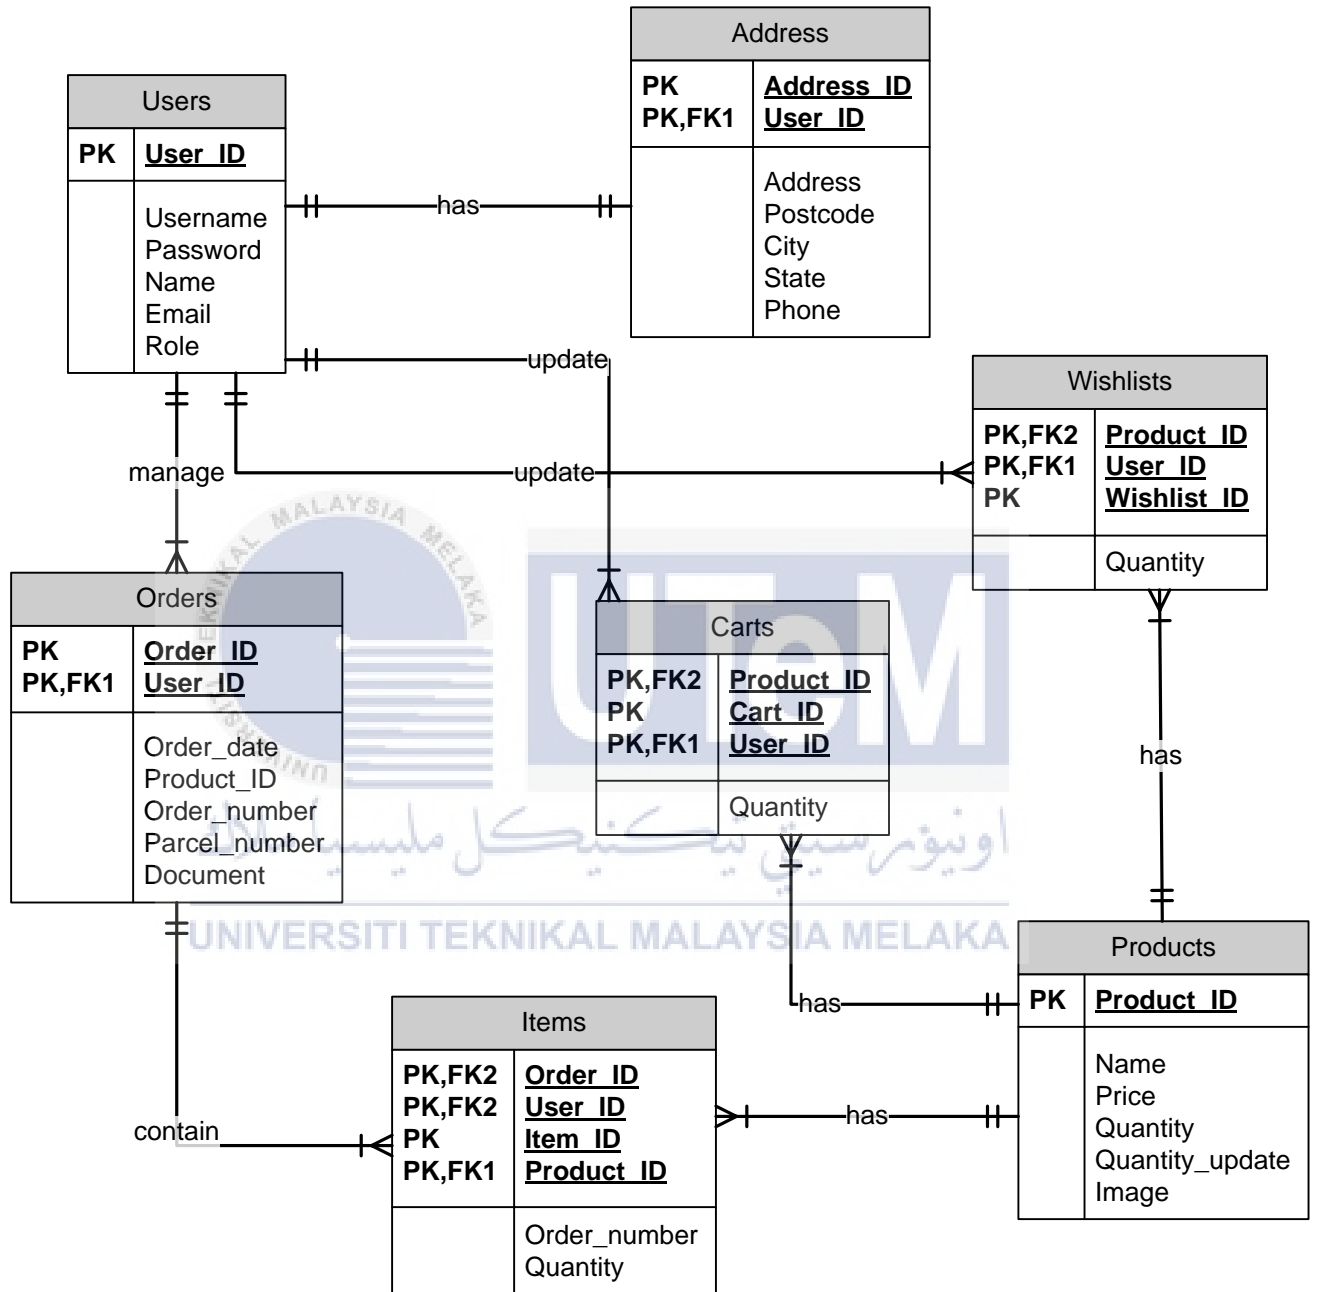 Address
PK Address_ID
PK,FK1 User_ID
Address
Postcode
City
State
Phone
Users
PK User_ID
Username
Password
Name
Email
Role
has
update
Wishlists
PK,FK2 Product_ID
PK,FK1 User_ID
PK Wishlist_ID
Quantity
manage
update
Orders
PK Order_ID
PK,FK1 User_ID
Order_date
Product_ID
Order_number
Parcel_number
Document
Carts
PK,FK2 Product_ID
PK Cart_ID
PK,FK1 User_ID
Quantity
has
UNIVERSITI TEKNIKAL MALAYSIA MELAKA
UTeM
اونيۏرسيتي تيكنيكل مليسيا ملاك
UNIVERSITI TEKNIKAL MALAYSIA MELAKA
Products
PK Product_ID
Name
Price
Quantity
Quantity_update
Image
has
Items
PK,FK2 Order_ID
PK,FK2 User_ID
PK Item_ID
PK,FK1 Product_ID
Order_number
Quantity
has
contain